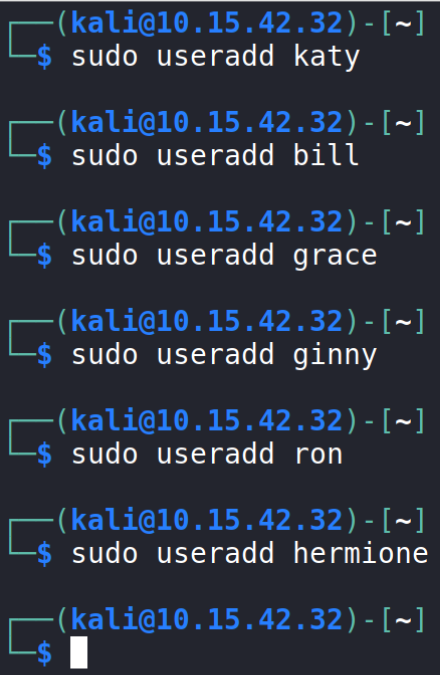 (kali@10.15.42.32)-[~]
$ sudo useradd katy
(kali@10.15.42.32)-[~]
$ sudo useradd bill
(kali@10.15.42.32)-[~]
$ sudo useradd grace
(kali@10.15.42.32)-[~]
$ sudo useradd ginny
(kali@10.15.42.32)-[~]
$ sudo useradd ron
(kali@10.15.42.32)-[~]
$ sudo useradd hermione
(kali@10.15.42.32)-[~]
$